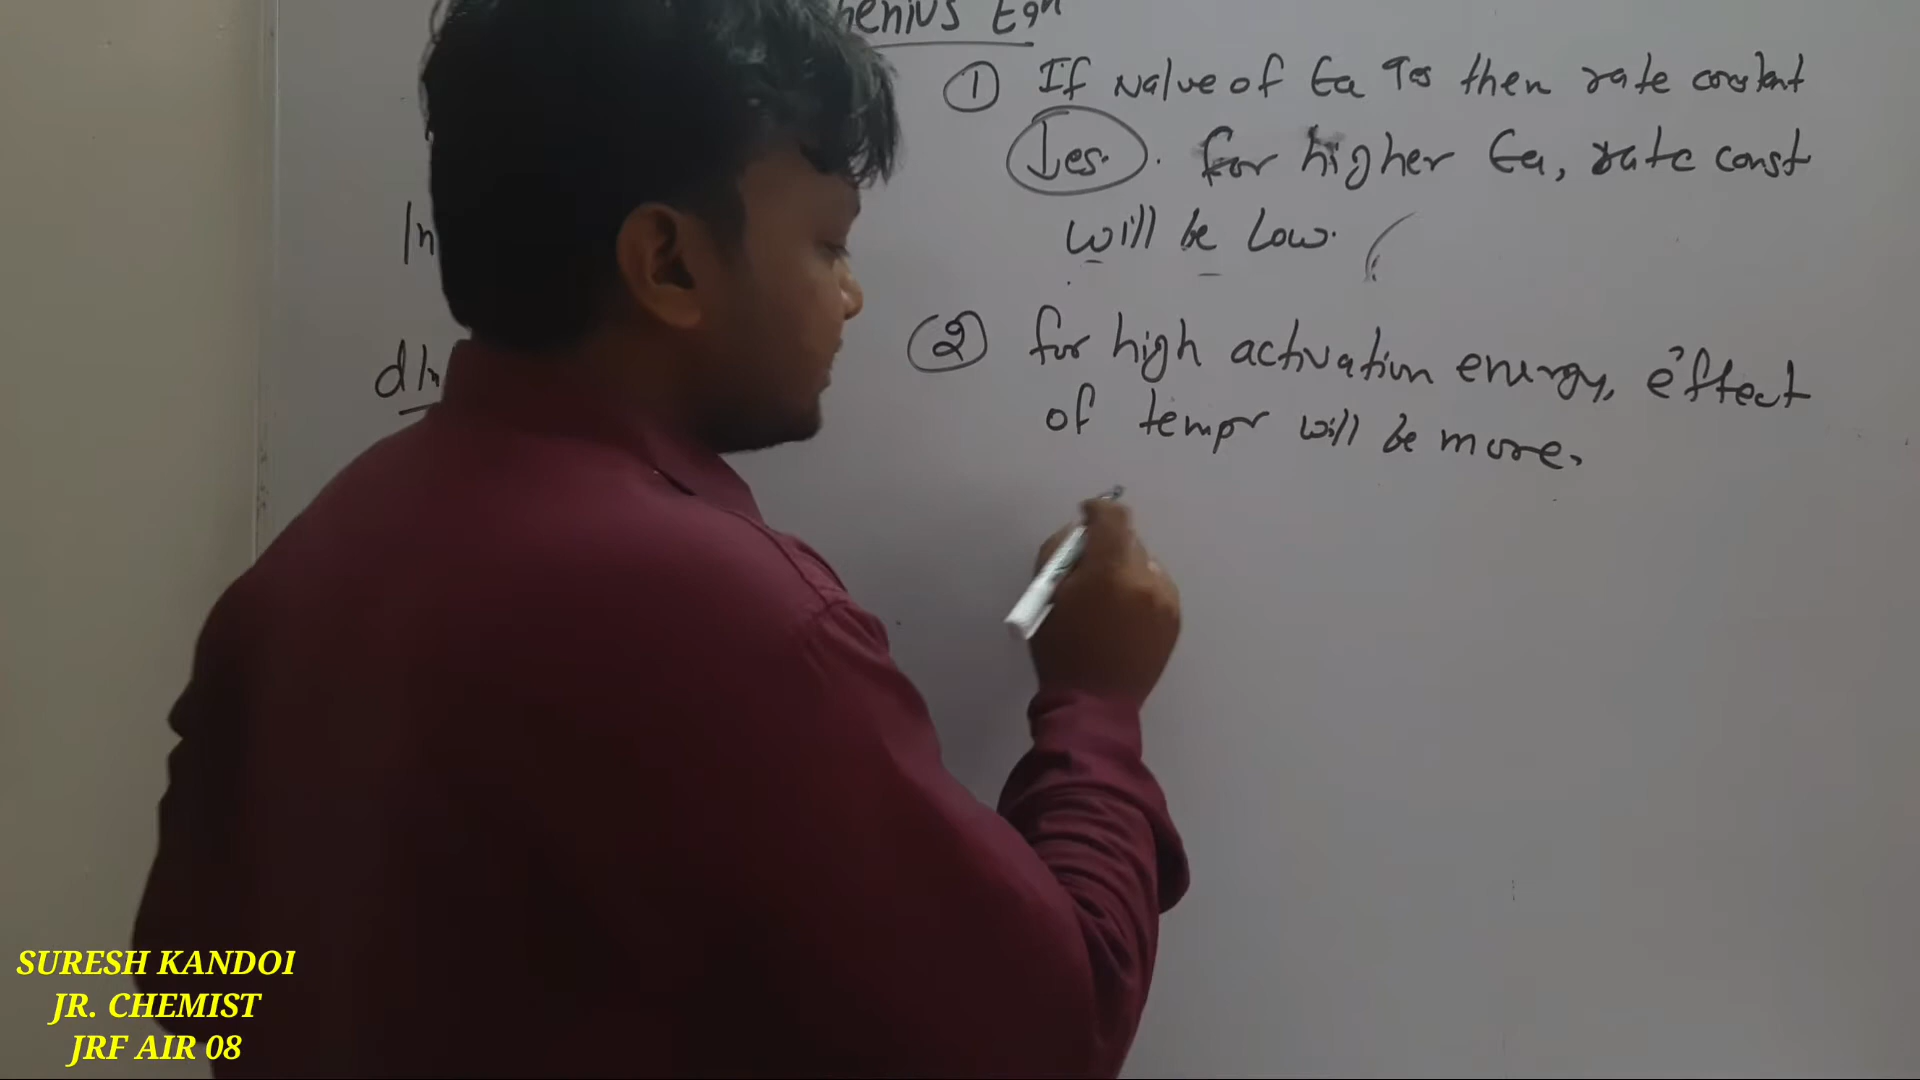 henius Eqn
① If value of Ea ↑es then rate constant
↓es. for higher Ea, rate const
ln
will be Low.
② for high activation energy, effect
dln
of tempr will be more.
SURESH KANDOI
JR. CHEMIST
JRF AIR 08